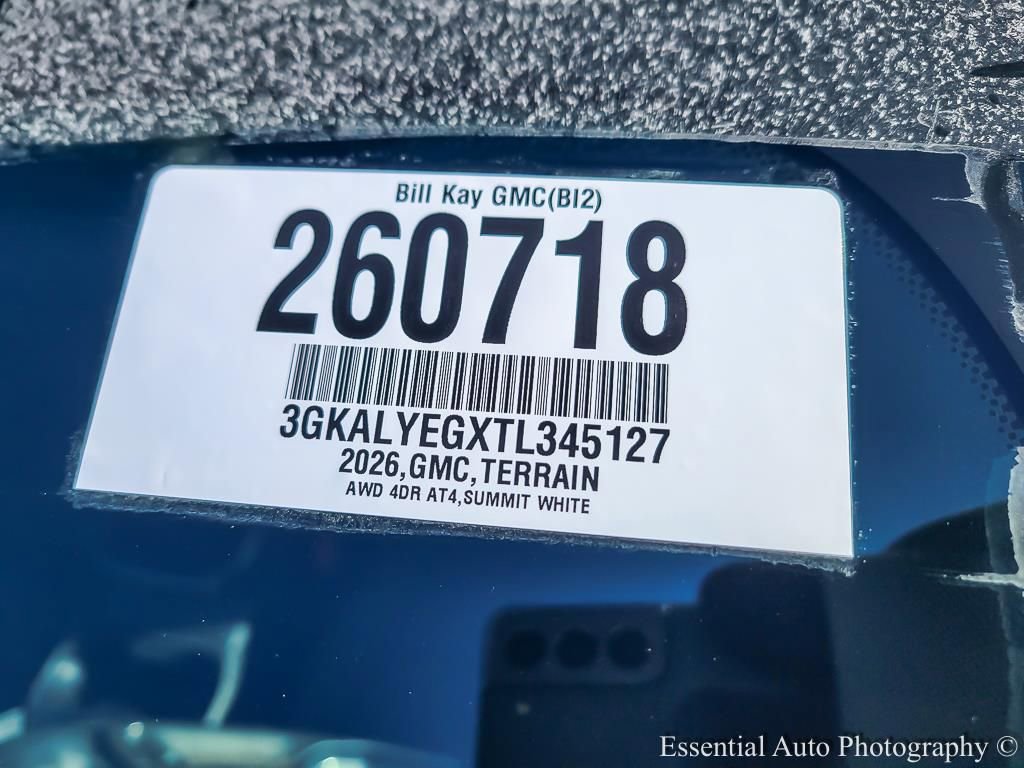 Bill Kay GMC(BI2)
260718
3GKALYEGXTL345127
2026,GMC,TERRAIN
AWD 4DR AT4,SUMMIT WHITE
Essential Auto Photography ©